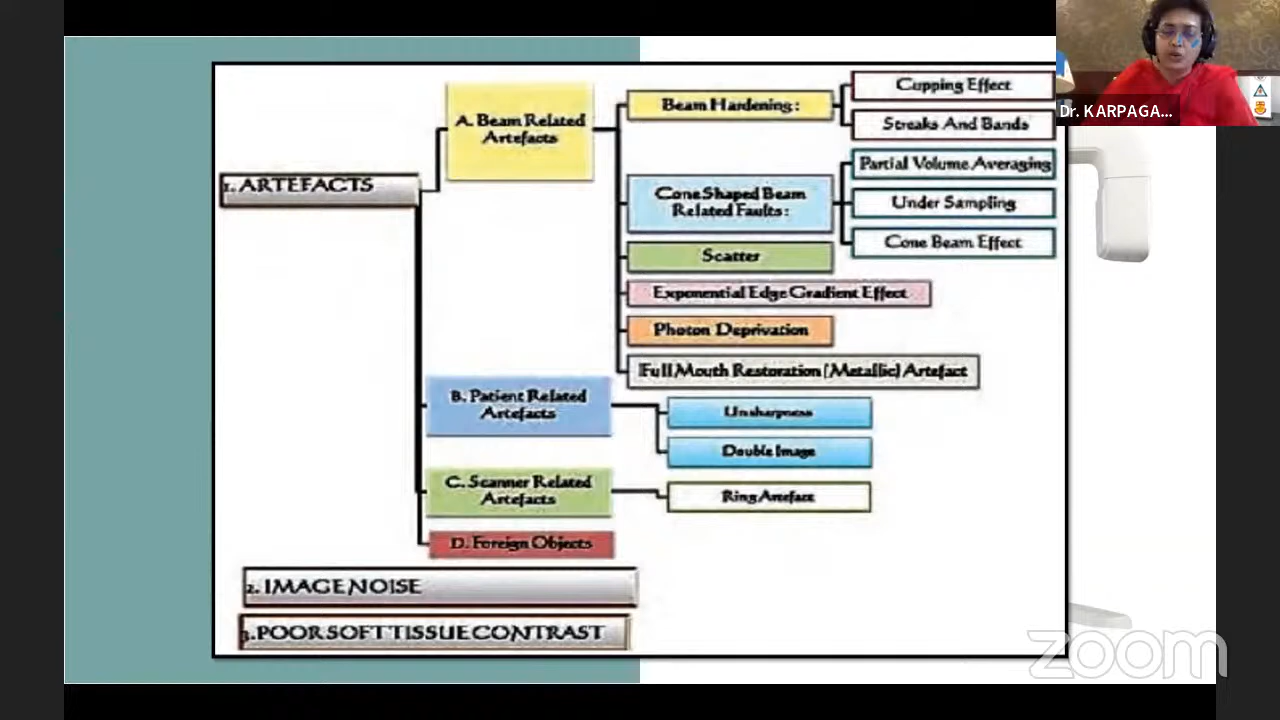 1. ARTEFACTS
A. Beam Related
Artefacts
Beam Hardening :
Cupping Effect
Streaks And Bands
Cone Shaped Beam
Related Faults :
Partial Volume Averaging
Under Sampling
Cone Beam Effect
Scatter
Exponential Edge Gradient Effect
Photon Deprivation
Full Mouth Restoration (Metallic) Artefact
B. Patient Related
Artefacts
Unsharpness
Double Image
C. Scanner Related
Artefacts
Ring Artefact
D. Foreign Objects
2. IMAGE NOISE
3. POOR SOFT TISSUE CONTRAST
Dr. KARPAGA...
zoom